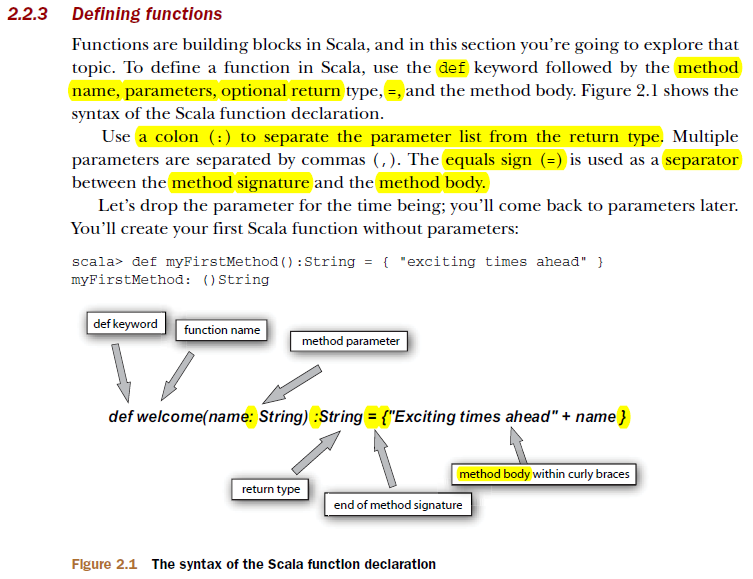 2.2.3 Defining functions
Functions are building blocks in Scala, and in this section you're going to explore that
topic. To define a function in Scala, use the def keyword followed by the method
name, parameters, optional return type, =, and the method body. Figure 2.1 shows the
syntax of the Scala function declaration.
Use a colon (:) to separate the parameter list from the return type. Multiple
parameters are separated by commas (,). The equals sign (=) is used as a separator
between the method signature and the method body.
Let's drop the parameter for the time being; you'll come back to parameters later.
You'll create your first Scala function without parameters:
scala> def myFirstMethod():String = { "exciting times ahead" }
myFirstMethod: ()String
def keyword
function name
method parameter
def welcome(name: String) :String = {"Exciting times ahead" + name }
method body within curly braces
return type
end of method signature
Figure 2.1 The syntax of the Scala function declaration